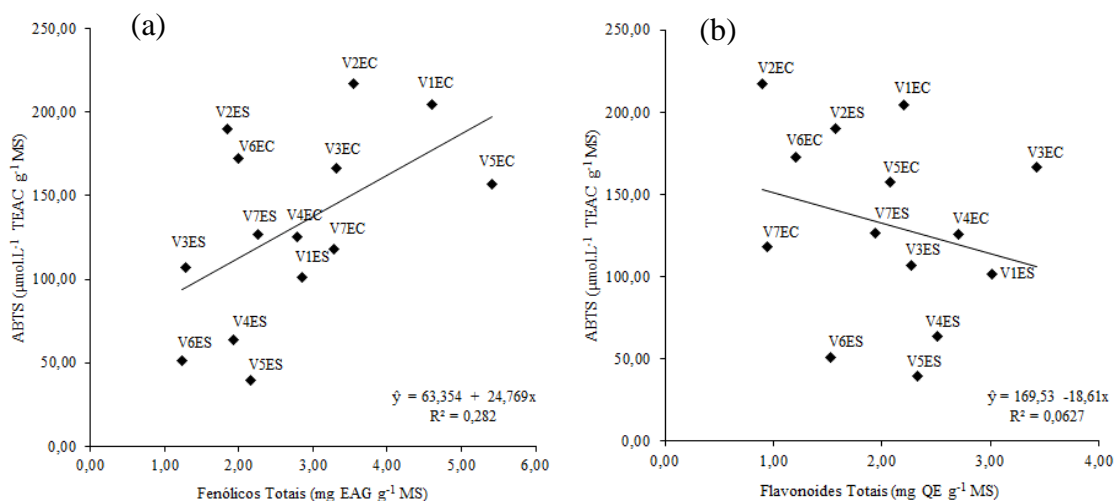 (a)
250,00
200,00
150,00
100,00
50,00
0,00
ABTS (µmol.L⁻¹ TEAC g⁻¹ MS)
V2EC
V1EC
V2ES
V6EC
V3EC
V5EC
V7ES
V4EC
V7EC
V3ES
V1ES
V4ES
V6ES
V5ES
ŷ = 63,354 + 24,769x
R² = 0,282
0,00 1,00 2,00 3,00 4,00 5,00 6,00
Fenólicos Totais (mg EAG g⁻¹ MS)
(b)
250,00
200,00
150,00
100,00
50,00
0,00
ABTS (µmol.L⁻¹ TEAC g⁻¹ MS)
V2EC
V1EC
V2ES
V6EC
V3EC
V5EC
V7ES
V4EC
V7EC
V3ES
V1ES
V4ES
V6ES
V5ES
ŷ = 169,53 -18,61x
R² = 0,0627
0,00 1,00 2,00 3,00 4,00
Flavonoides Totais (mg QE g⁻¹ MS)